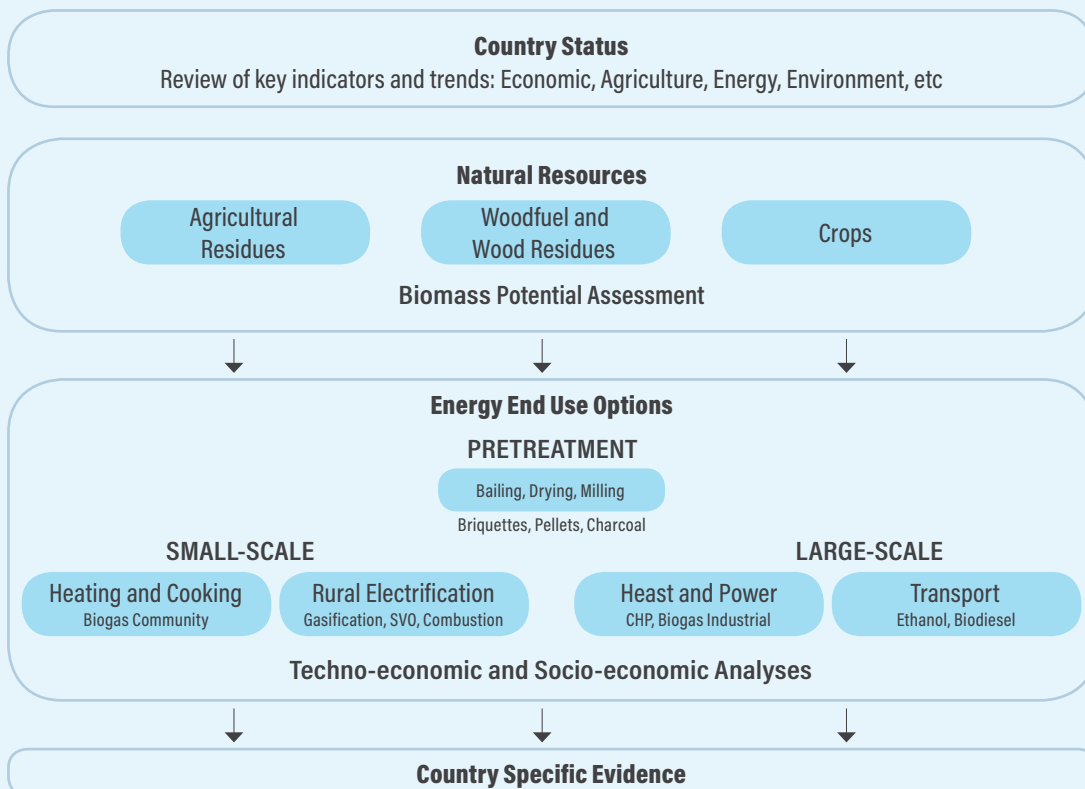 Country Status
Review of key indicators and trends: Economic, Agriculture, Energy, Environment, etc
Natural Resources
Agricultural
Residues
Woodfuel and
Wood Residues
Crops
Biomass Potential Assessment
Energy End Use Options
PRETREATMENT
Bailing, Drying, Milling
Briquettes, Pellets, Charcoal
SMALL-SCALE
Heating and Cooking
Biogas Community
Rural Electrification
Gasification, SVO, Combustion
LARGE-SCALE
Heast and Power
CHP, Biogas Industrial
Transport
Ethanol, Biodiesel
Techno-economic and Socio-economic Analyses
Country Specific Evidence